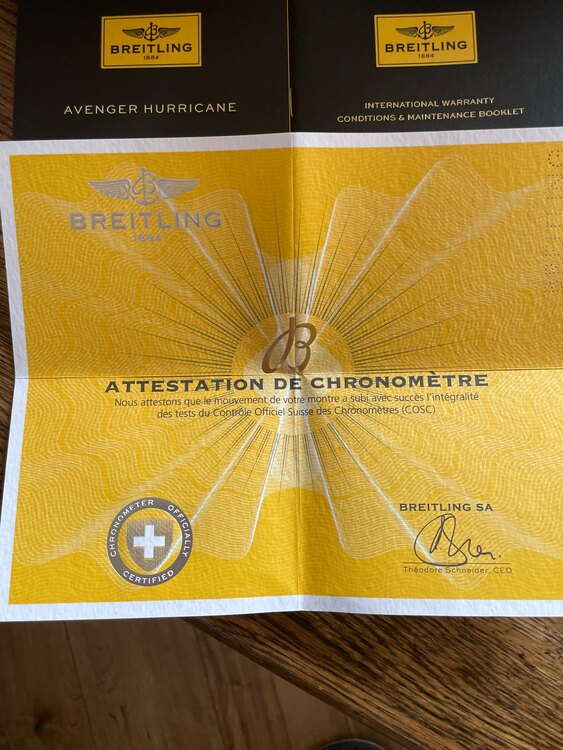 BREITLING
1884
AVENGER HURRICANE
BREITLING
1884
INTERNATIONAL WARRANTY
CONDITIONS & MAINTENANCE BOOKLET
BREITLING
1884
B
ATTESTATION DE CHRONOMÈTRE
Nous attestons que le mouvement de votre montre a subi avec succès l'intégralité
des tests du Contrôle Officiel Suisse des Chronomètres (COSC)
CHRONOMETER OFFICIALLY
CERTIFIED
BREITLING SA
Théodore Schneider, CEO